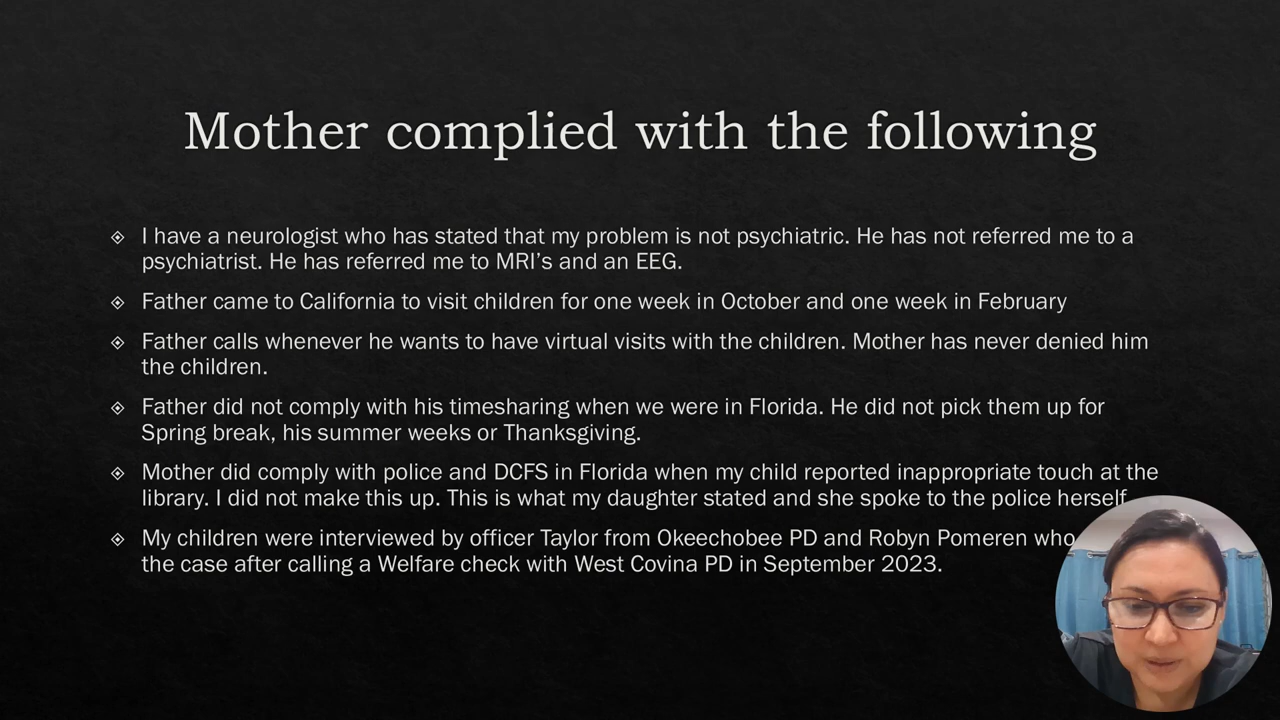 Mother complied with the following
I have a neurologist who has stated that my problem is not psychiatric. He has not referred me to a
psychiatrist. He has referred me to MRI's and an EEG.
Father came to California to visit children for one week in October and one week in February
Father calls whenever he wants to have virtual visits with the children. Mother has never denied him
the children.
Father did not comply with his timesharing when we were in Florida. He did not pick them up for
Spring break, his summer weeks or Thanksgiving.
Mother did comply with police and DCFS in Florida when my child reported inappropriate touch at the
library. I did not make this up. This is what my daughter stated and she spoke to the police herself
My children were interviewed by officer Taylor from Okeechobee PD and Robyn Pomeren who
the case after calling a Welfare check with West Covina PD in September 2023.